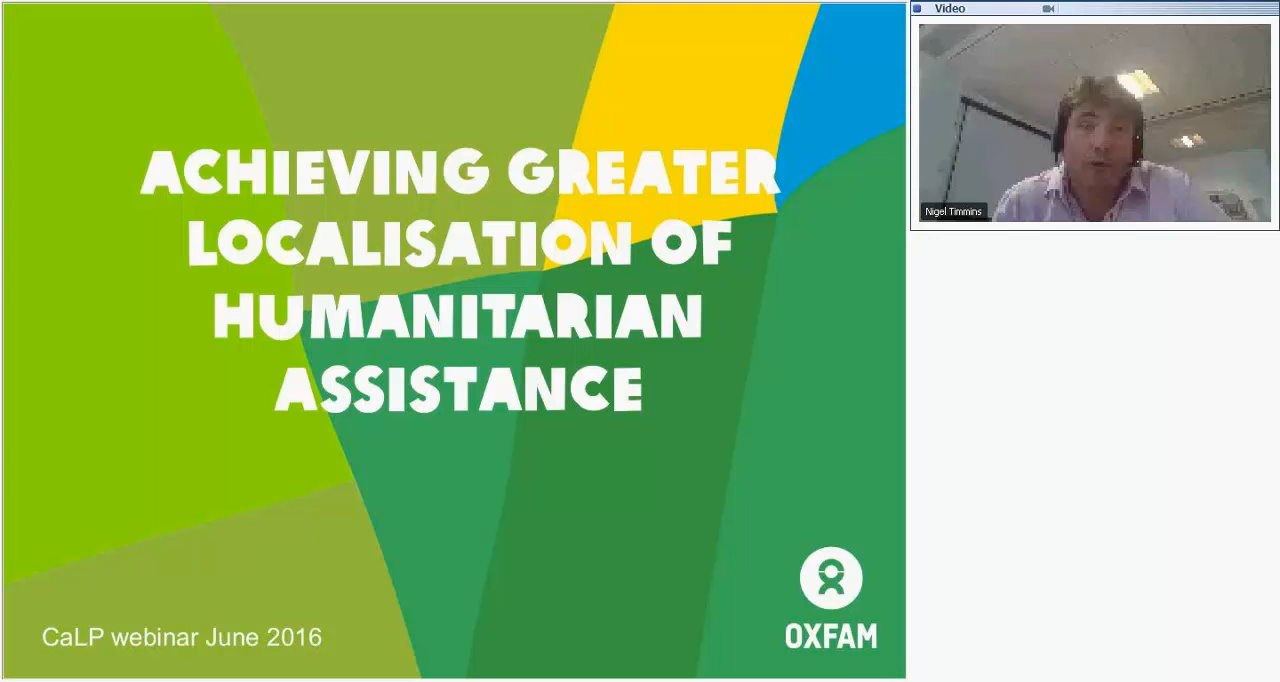 ACHIEVING GREATER
LOCALISATION OF
HUMANITARIAN
ASSISTANCE
CaLP webinar June 2016
OXFAM
Video
Nigel Timmins